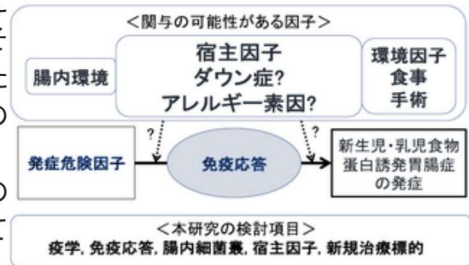 <関与の可能性がある因子>
腸内環境
宿主因子
ダウン症?
アレルギー素因?
環境因子
食事
手術
?
?
発症危険因子
免疫応答
新生児・乳児食物
蛋白誘発胃腸症
の発症
<本研究の検討項目>
疫学, 免疫応答, 腸内細菌叢, 宿主因子, 新規治療標的